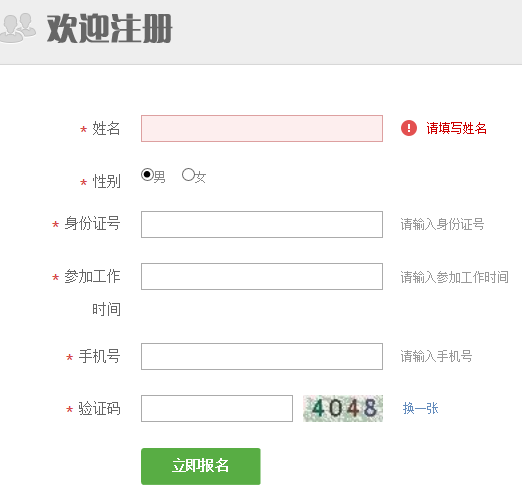 欢迎注册
* 姓名 请填写姓名
* 性别 男 女
* 身份证号 请输入身份证号
* 参加工作 请输入参加工作时间
时间
* 手机号 请输入手机号
* 验证码 4048 换一张
立即报名